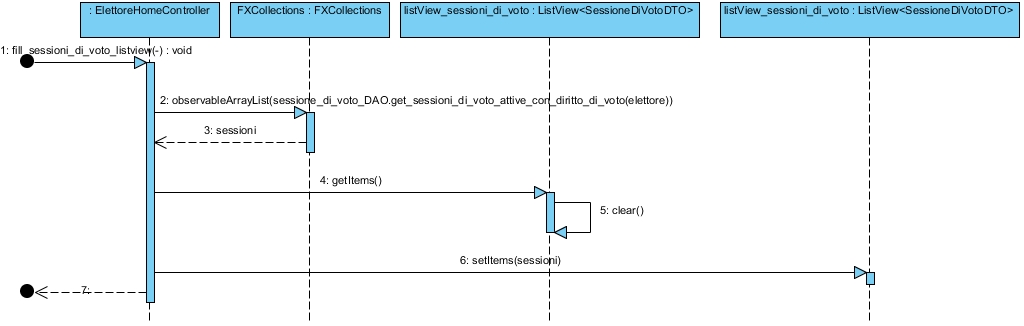 : ElettoreHomeController
FXCollections : FXCollections
listView_sessioni_di_voto : ListView<SessioneDiVotoDTO>
listView_sessioni_di_voto : ListView<SessioneDiVotoDTO>
1: fill_sessioni_di_voto_listview(-) : void
2: observableArrayList(sessione_di_voto_DAO.get_sessioni_di_voto_attive_con_diritto_di_voto(elettore))
3: sessioni
4: getItems()
5: clear()
6: setItems(sessioni)
7: